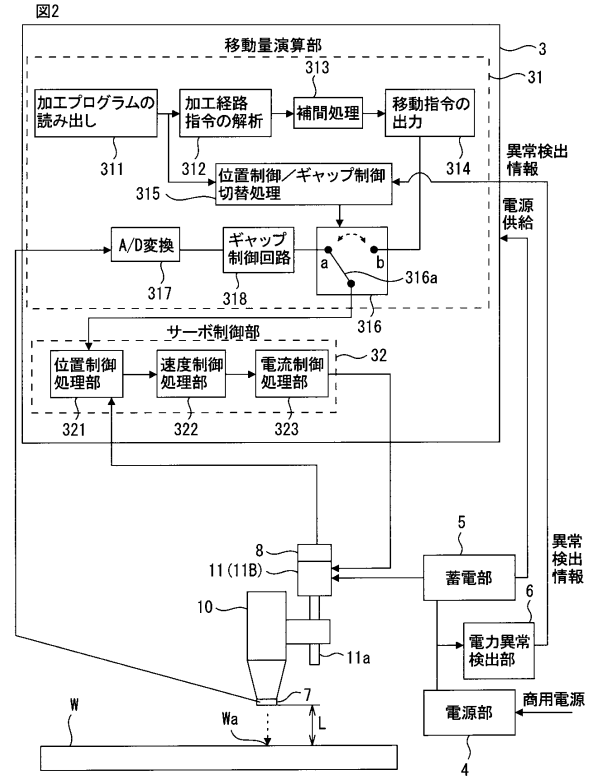 図2
3
移動量演算部
31
加工プログラムの
読み出し
311
加工経路
指令の解析
312
313
補間処理
移動指令の
出力
314
315
位置制御/ギャップ制御
切替処理
異常検出
情報
電源
供給
A/D変換
317
ギャップ
制御回路
318
a
b
316a
316
サーボ制御部
32
位置制御
処理部
321
速度制御
処理部
322
電流制御
処理部
323
8
11(11B)
10
11a
7
5
蓄電部
異常
検出
情報
6
電力異常
検出部
電源部
4
商用電源
W
Wa
L